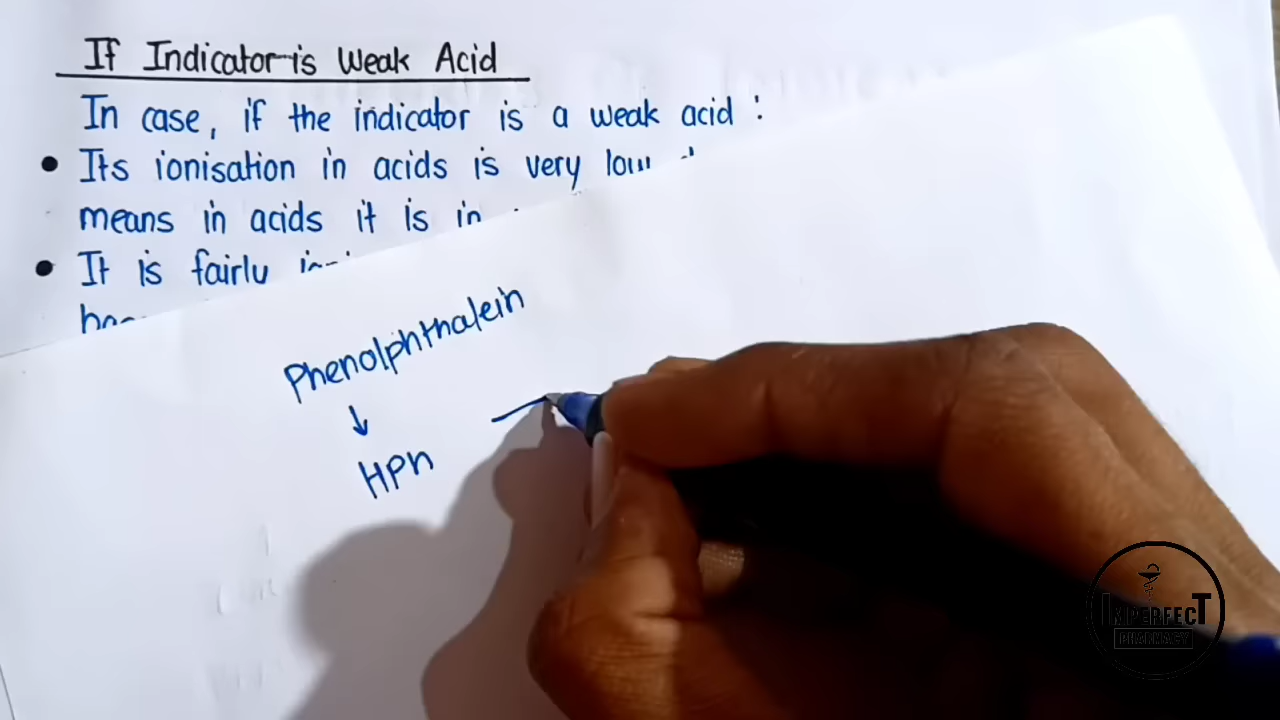 If Indicator is Weak Acid
In case, if the indicator is a weak acid :
Its ionisation in acids is very low
means in acids it is in
It is fairly
Phenolphthalein
↓
HPn
IMPERFECT
PHARMACY